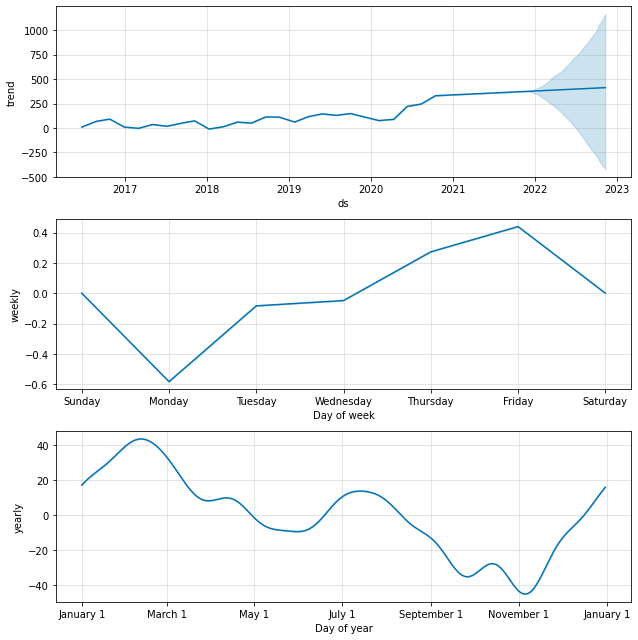 1000
750
500
250
0
−250
−500
trend
2017 2018 2019 2020 2021 2022 2023
ds
0.4
0.2
0.0
−0.2
−0.4
−0.6
weekly
Sunday Monday Tuesday Wednesday Thursday Friday Saturday
Day of week
40
20
0
−20
−40
yearly
January 1 March 1 May 1 July 1 September 1 November 1 January 1
Day of year